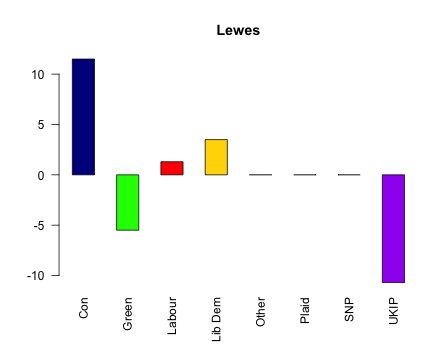 Lewes
10
5
0
-5
-10
Con
Green
Labour
Lib Dem
Other
Plaid
SNP
UKIP